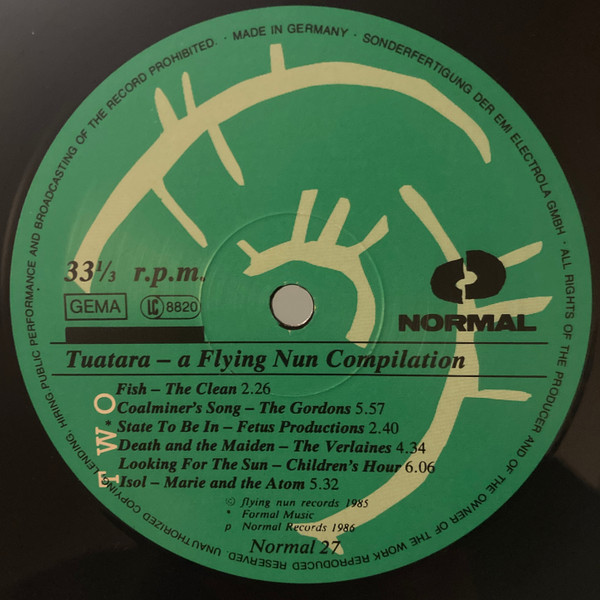 UNAUTHORIZED COPYING, LENDING, HIRING PUBLIC PERFORMANCE AND BROADCASTING OF THE RECORD PROHIBITED. · MADE IN GERMANY · SONDERFERTIGUNG DER EMI ELECTROLA GMBH · ALL RIGHTS OF THE PRODUCER AND OF THE OWNER OF THE WORK REPRODUCED RESERVED.
33 1/3 r.p.m.
GEMA LC 8820
NORMAL
Tuatara – a Flying Nun Compilation
TWO
Fish – The Clean 2.26
Coalminer's Song – The Gordons 5.57
* State To Be In – Fetus Productions 2.40
Death and the Maiden – The Verlaines 4.34
Looking For The Sun – Children's Hour 6.06
Isol – Marie and the Atom 5.32
© flying nun records 1985
* Formal Music
p Normal Records 1986
Normal 27